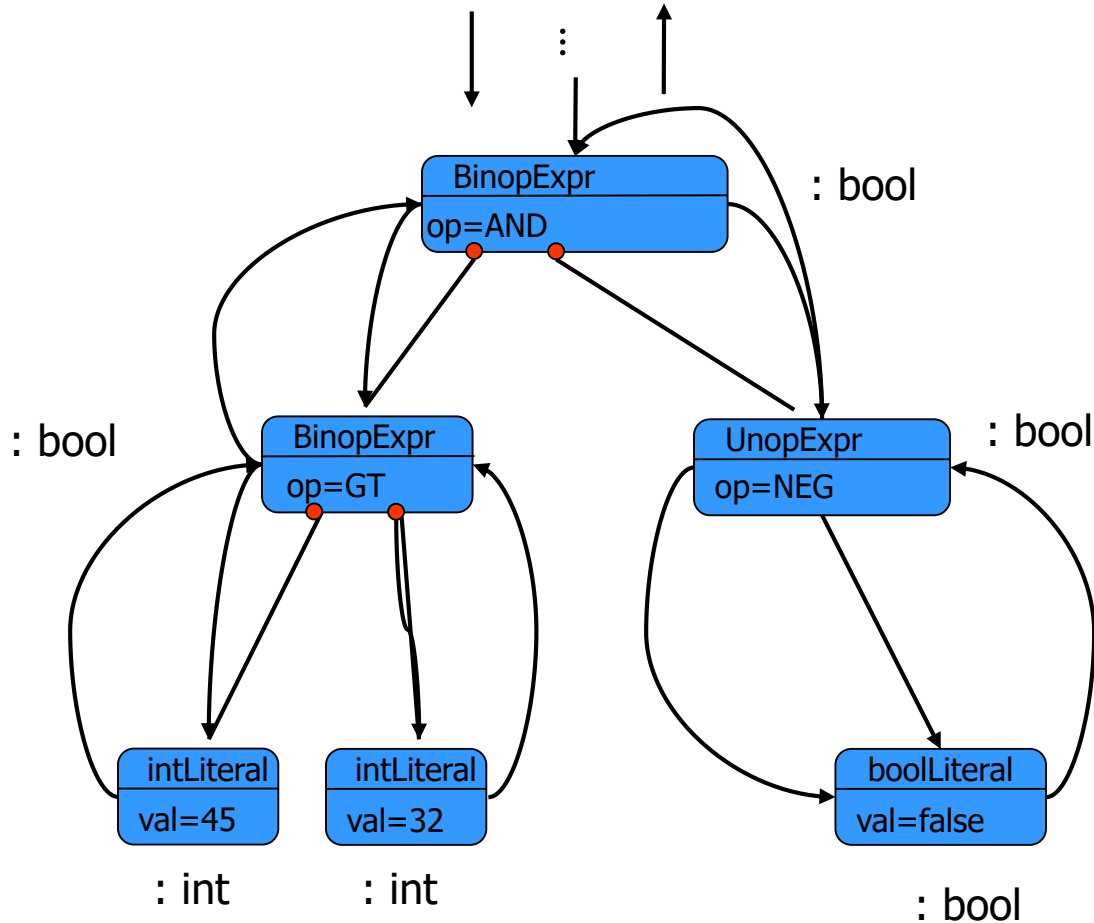 ...
BinopExpr
: bool
op=AND
: bool
BinopExpr
op=GT
UnopExpr
: bool
op=NEG
intLiteral
val=45
intLiteral
val=32
boolLiteral
val=false
: int
: int
: bool